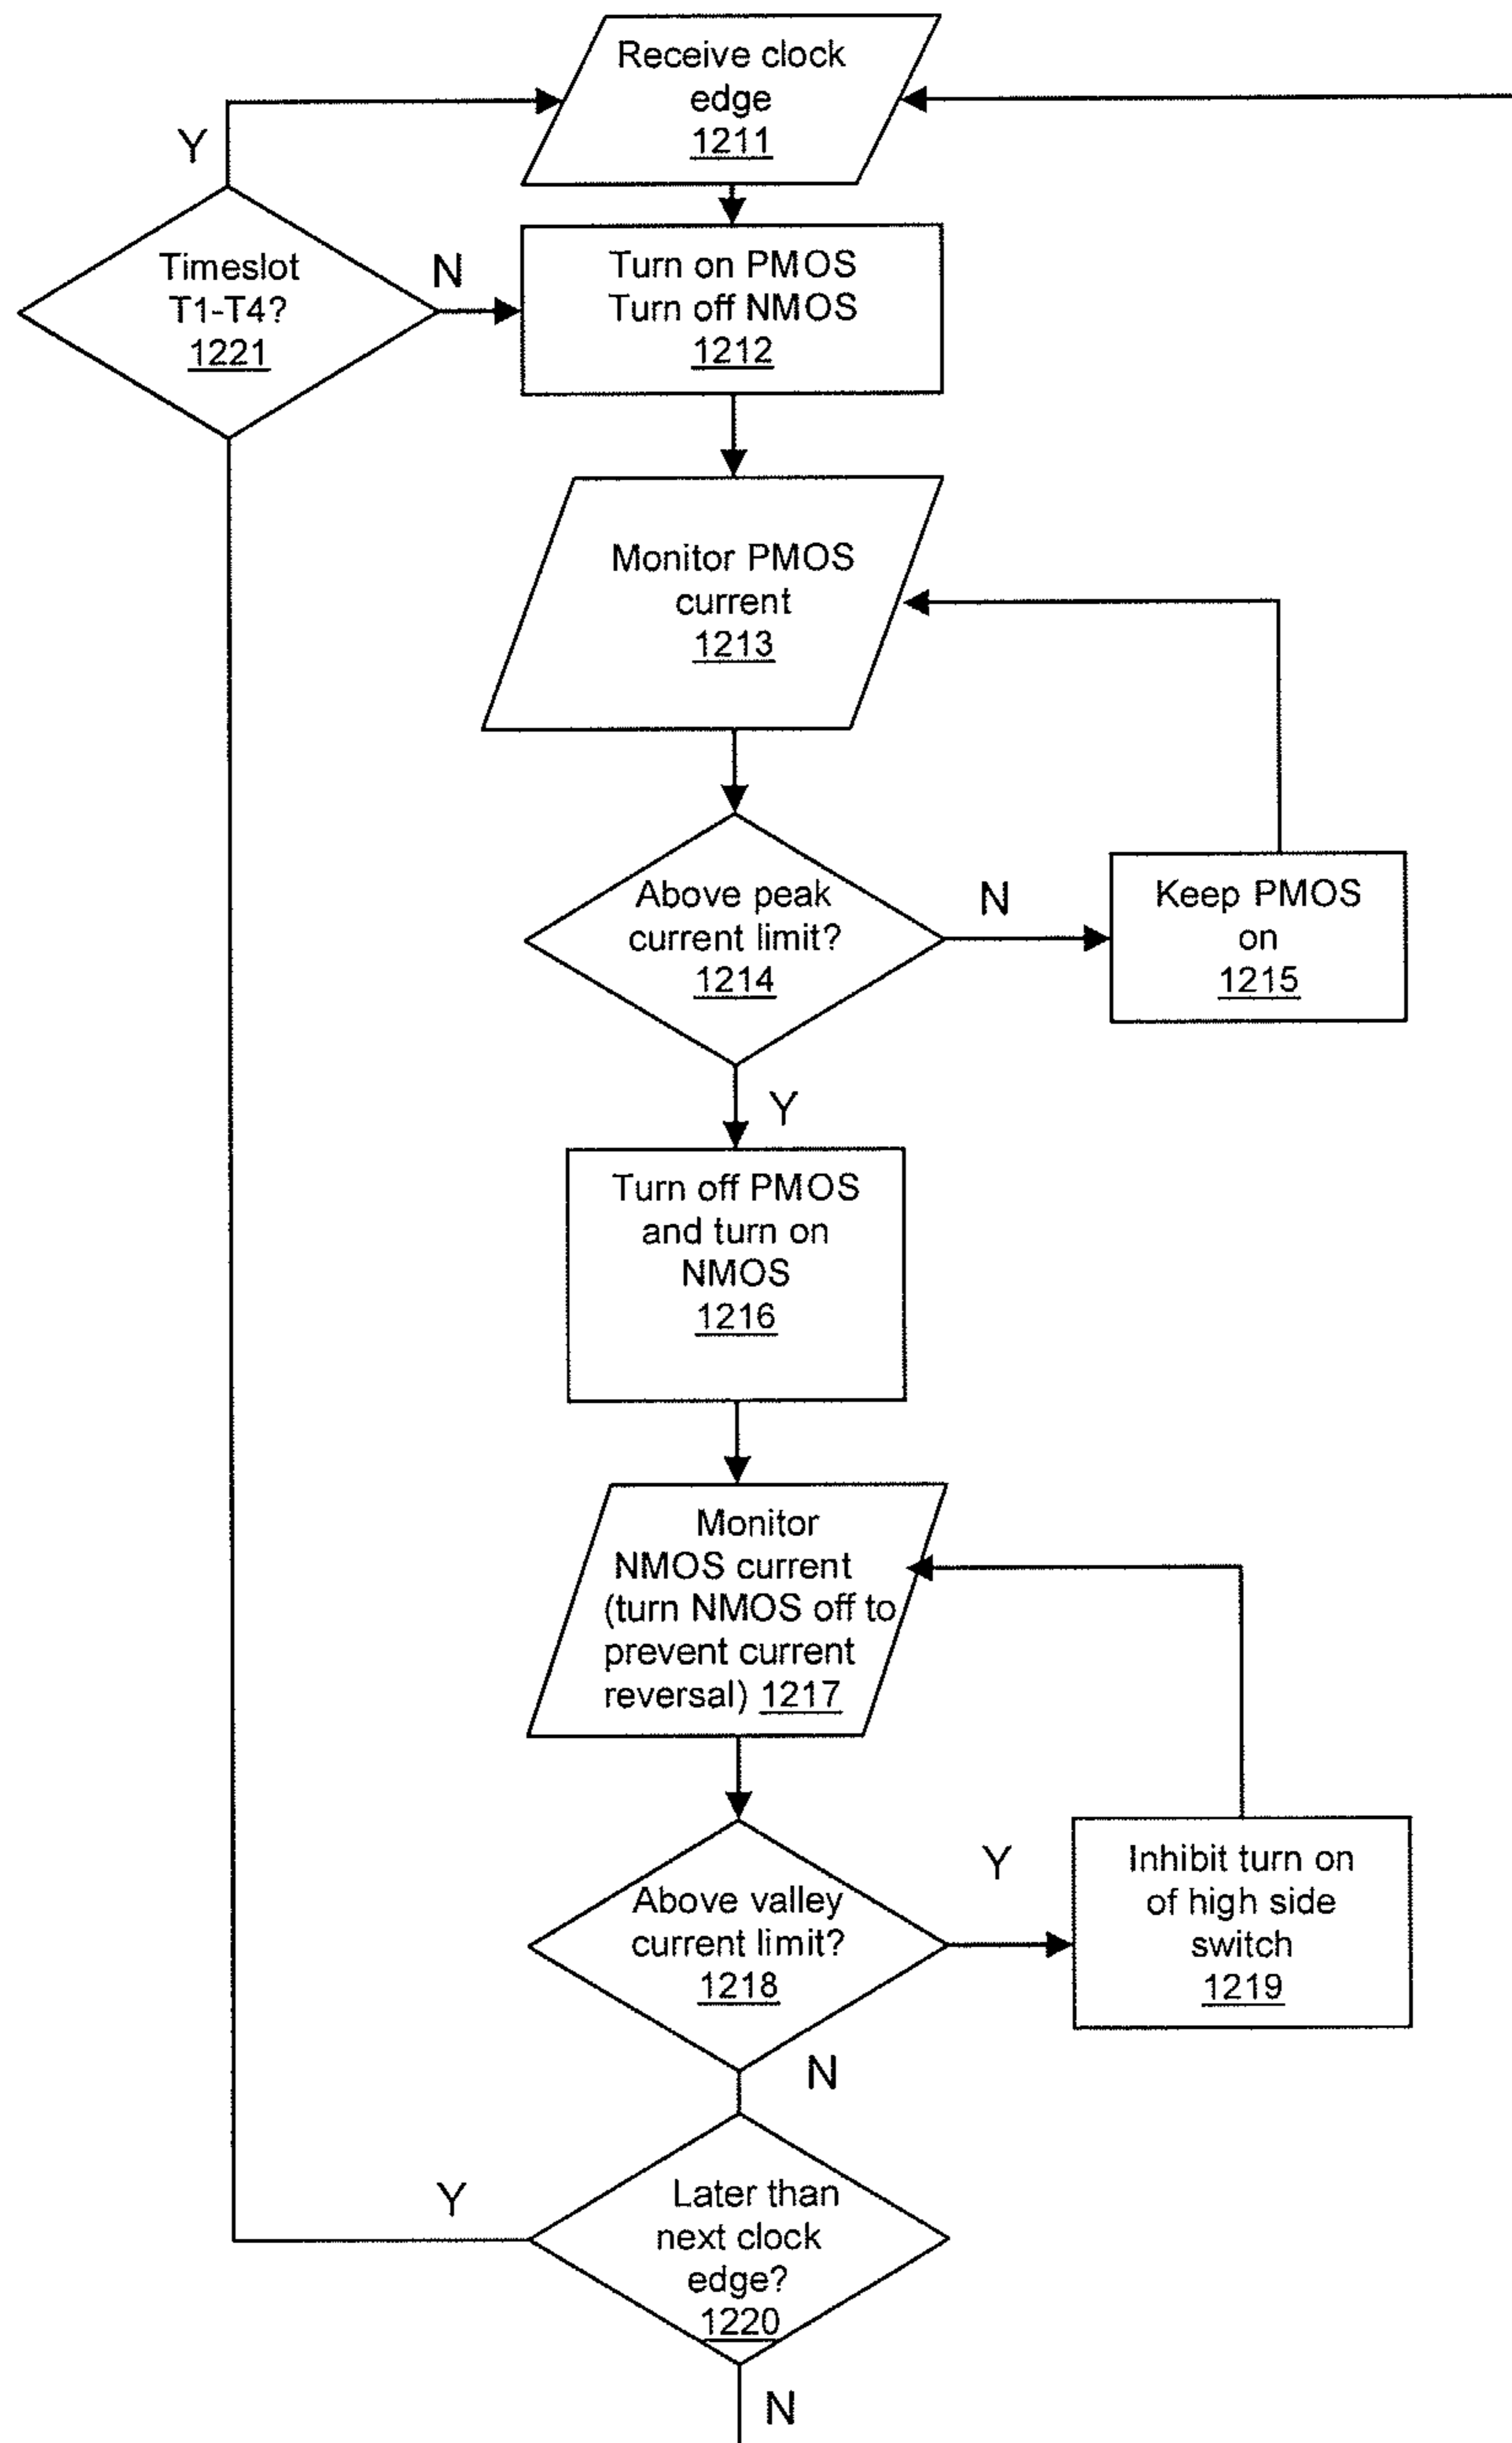 Receive clock
edge
1211
Y
Timeslot
T1-T4?
1221
N
Turn on PMOS
Turn off NMOS
1212
Monitor PMOS
current
1213
Above peak
current limit?
1214
N
Keep PMOS
on
1215
Y
Turn off PMOS
and turn on
NMOS
1216
Monitor
NMOS current
(turn NMOS off to
prevent current
reversal) 1217
Above valley
current limit?
1218
Y
Inhibit turn on
of high side
switch
1219
N
Later than
next clock
edge?
1220
Y
N